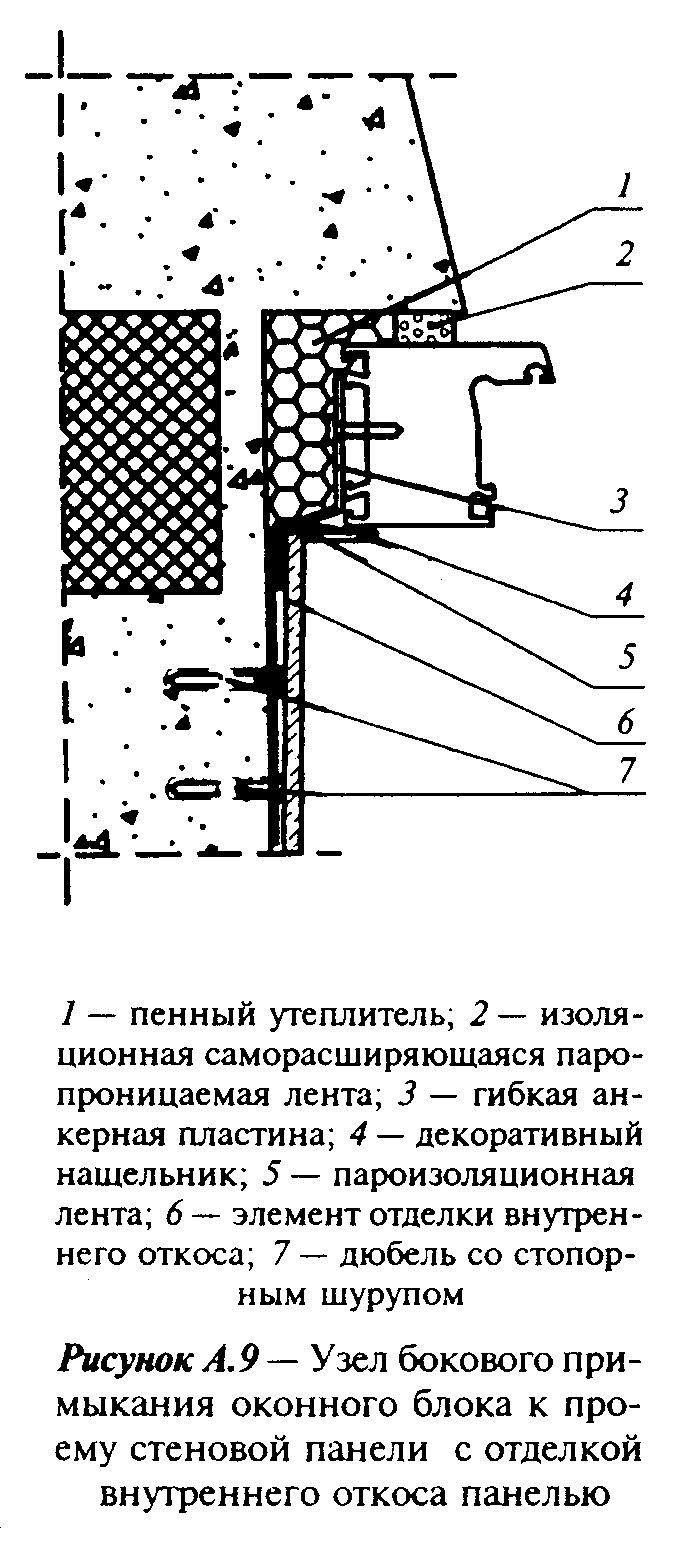 1
2
3
4
5
6
7
1 — пенный утеплитель; 2 — изоля-
ционная саморасширяющаяся паро-
проницаемая лента; 3 — гибкая ан-
керная пластина; 4 — декоративный
нащельник; 5 — пароизоляционная
лента; 6 — элемент отделки внутрен-
него откоса; 7 — дюбель со стопор-
ным шурупом
Рисунок А.9 — Узел бокового при-
мыкания оконного блока к про-
ему стеновой панели с отделкой
внутреннего откоса панелью